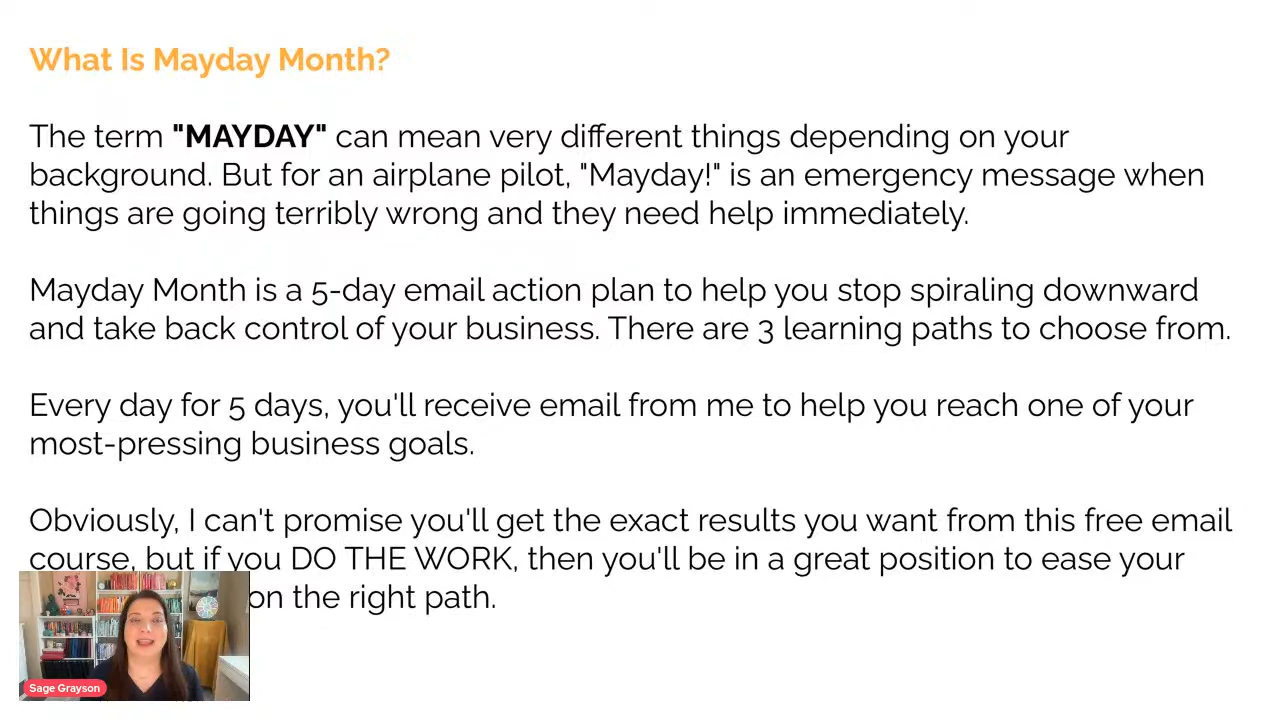 What Is Mayday Month?
The term "MAYDAY" can mean very different things depending on your
background. But for an airplane pilot, "Mayday!" is an emergency message when
things are going terribly wrong and they need help immediately.
Mayday Month is a 5-day email action plan to help you stop spiraling downward
and take back control of your business. There are 3 learning paths to choose from.
Every day for 5 days, you'll receive email from me to help you reach one of your
most-pressing business goals.
Obviously, I can't promise you'll get the exact results you want from this free email
course, but if you DO THE WORK, then you'll be in a great position to ease your
on the right path.
Sage Grayson